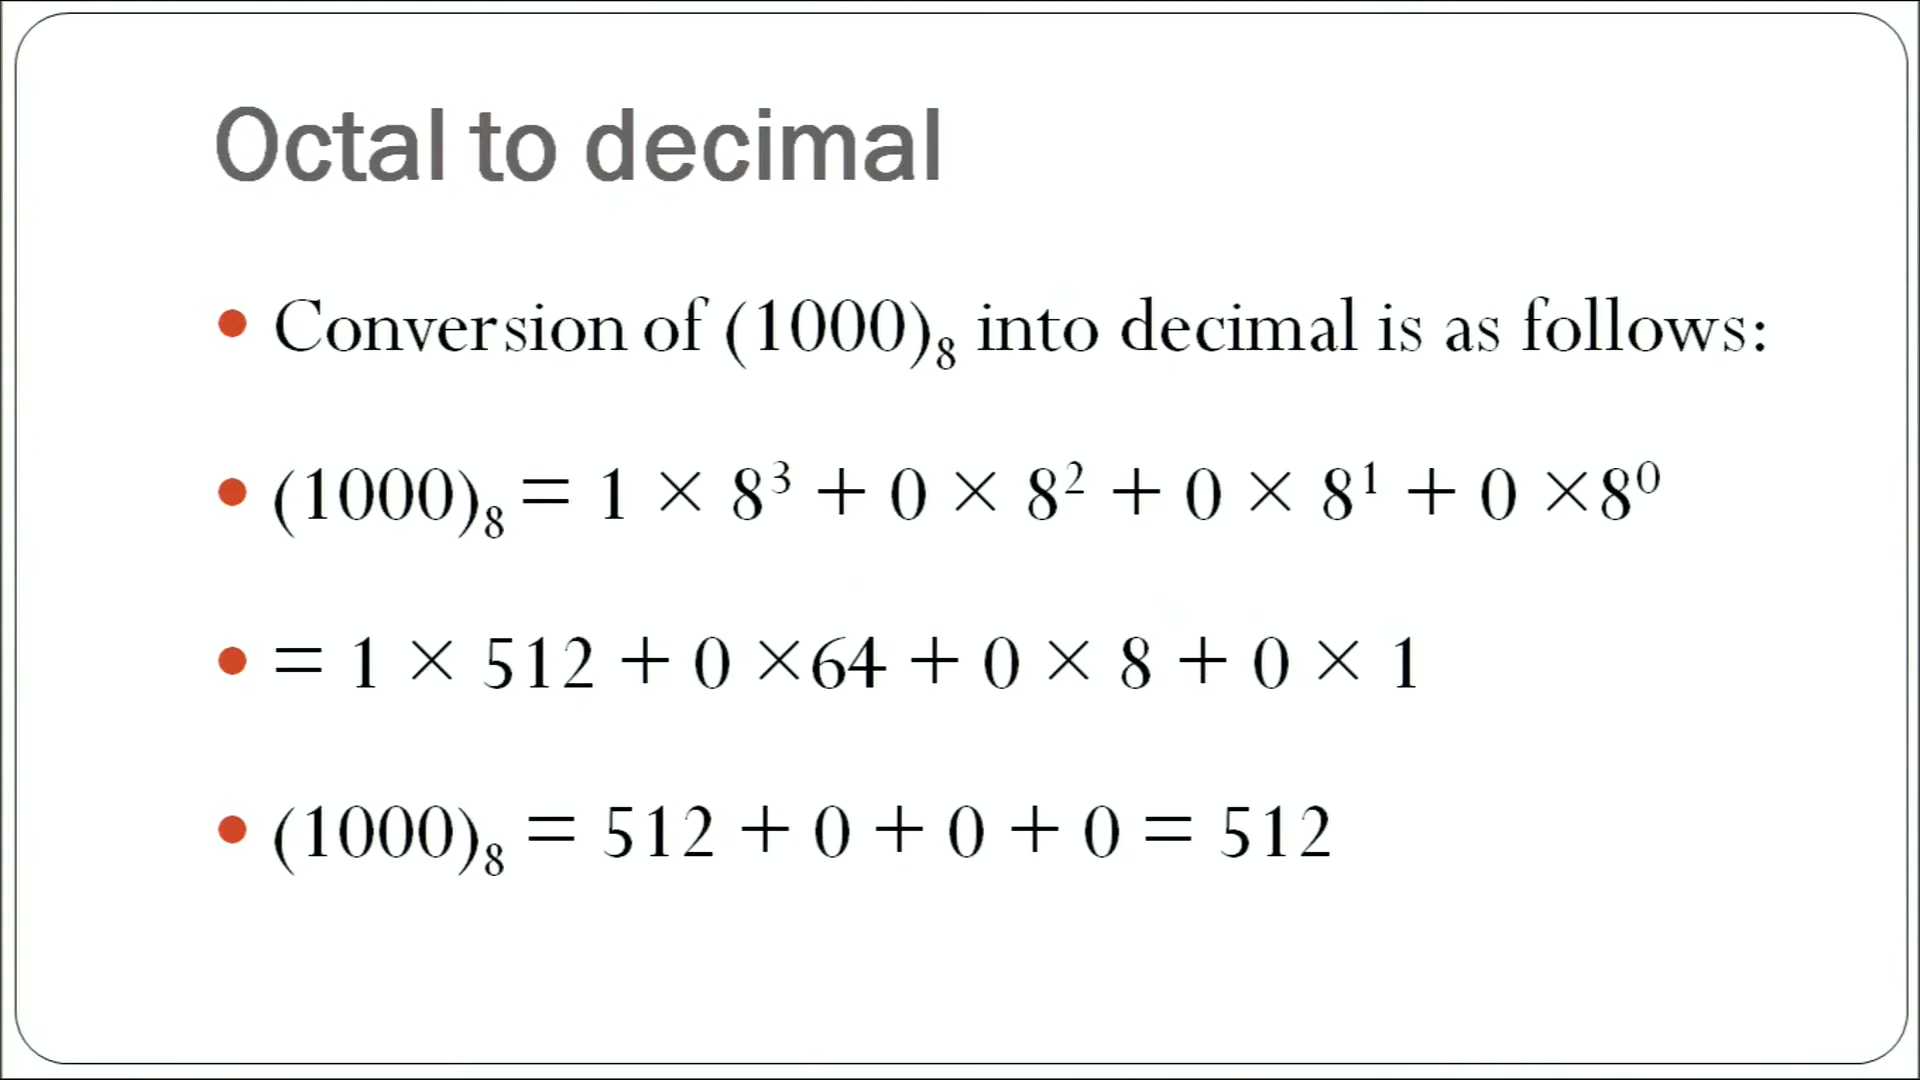 Octal to decimal
• Conversion of (1000)₈ into decimal is as follows:
• (1000)₈ = 1 × 8³ + 0 × 8² + 0 × 8¹ + 0 ×8⁰
• = 1 × 512 + 0 ×64 + 0 × 8 + 0 × 1
• (1000)₈ = 512 + 0 + 0 + 0 = 512